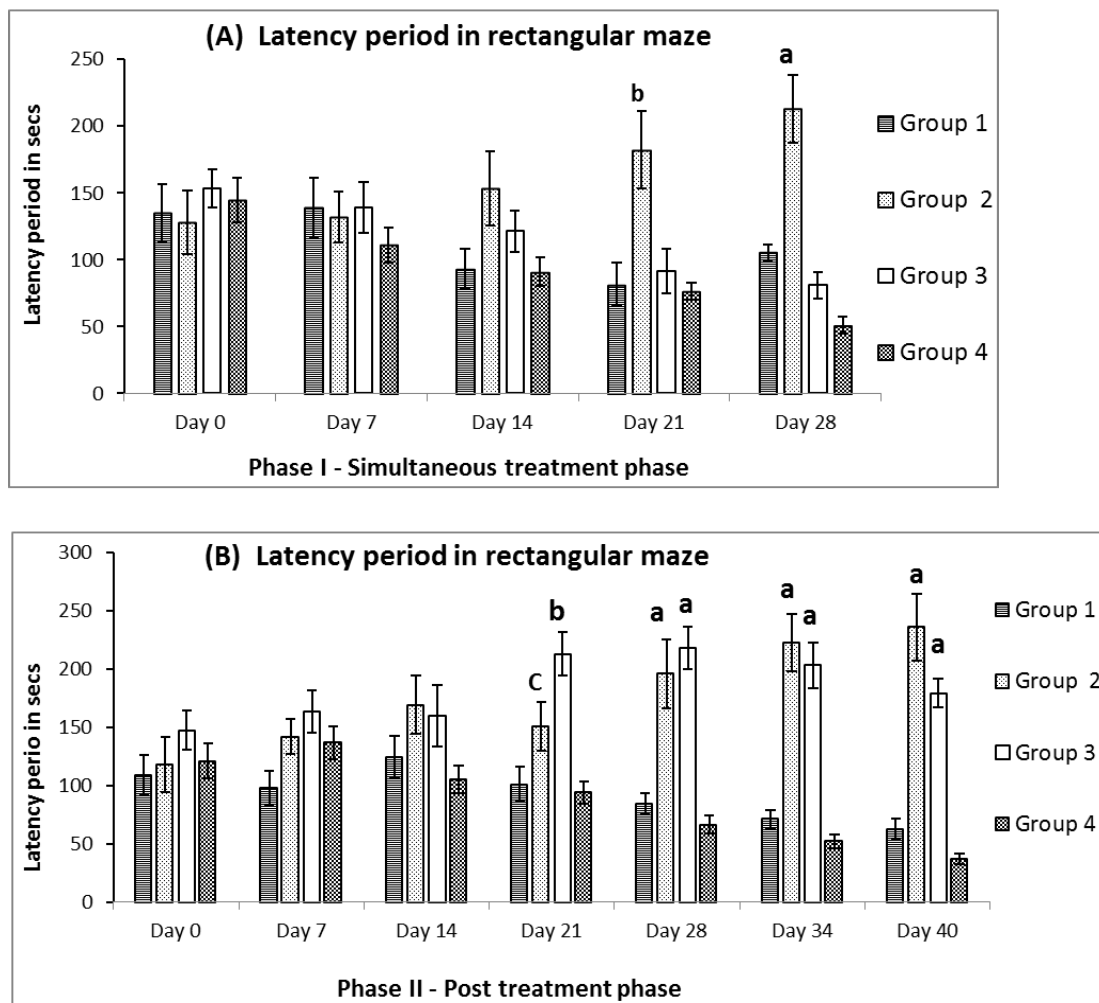 (A) Latency period in rectangular maze
Latency period in secs
250
200
150
100
50
0
b
a
Day 0 Day 7 Day 14 Day 21 Day 28
Phase I - Simultaneous treatment phase
Group 1
Group 2
Group 3
Group 4
(B) Latency period in rectangular maze
Latency perio in secs
300
250
200
150
100
50
0
C b a a a a a a
Day 0 Day 7 Day 14 Day 21 Day 28 Day 34 Day 40
Phase II - Post treatment phase
Group 1
Group 2
Group 3
Group 4